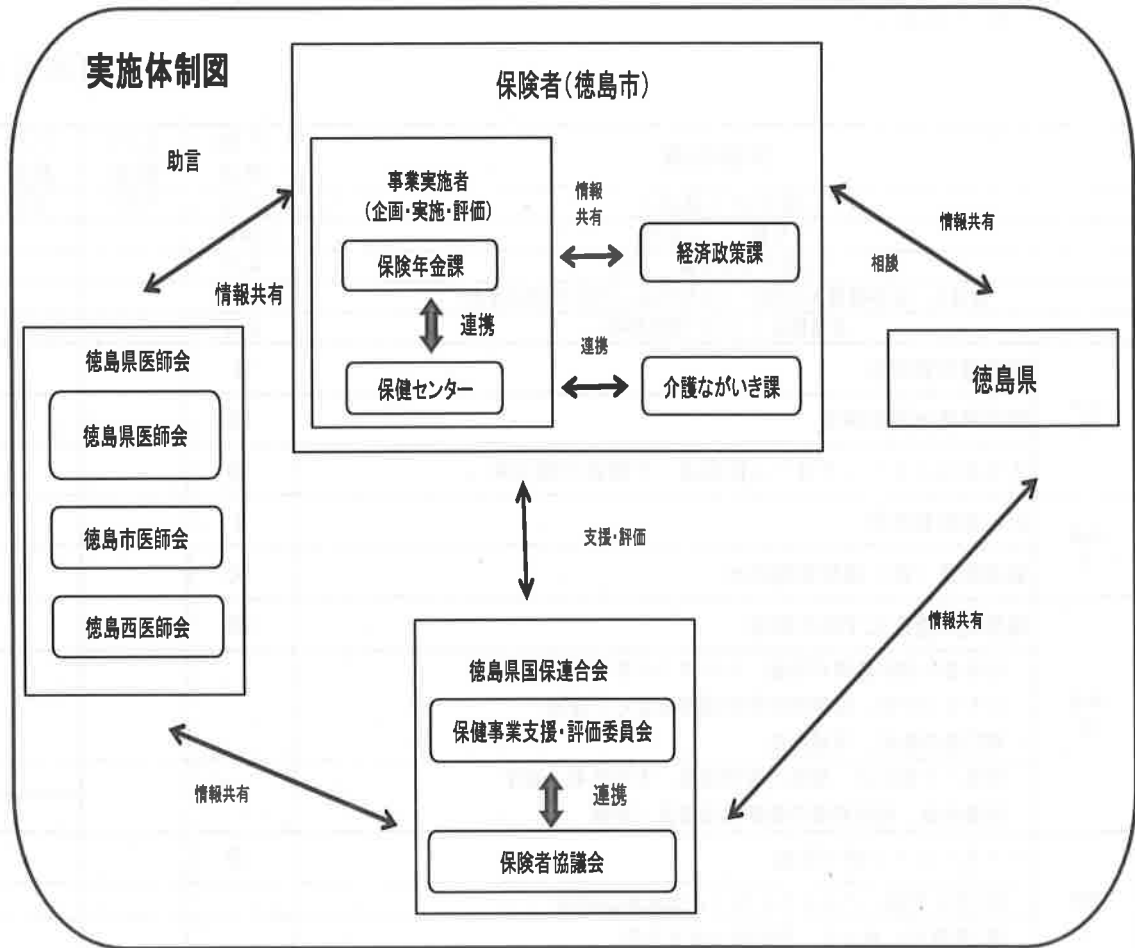 実施体制図
保険者(徳島市)
助言
情報共有
事業実施者
(企画・実施・評価)
保険年金課
連携
保健センター
情報
共有
経済政策課
連携
介護ながいき課
情報共有
相談
徳島県
徳島県医師会
徳島県医師会
徳島市医師会
徳島西医師会
支援・評価
情報共有
情報共有
徳島県国保連合会
保健事業支援・評価委員会
連携
保険者協議会